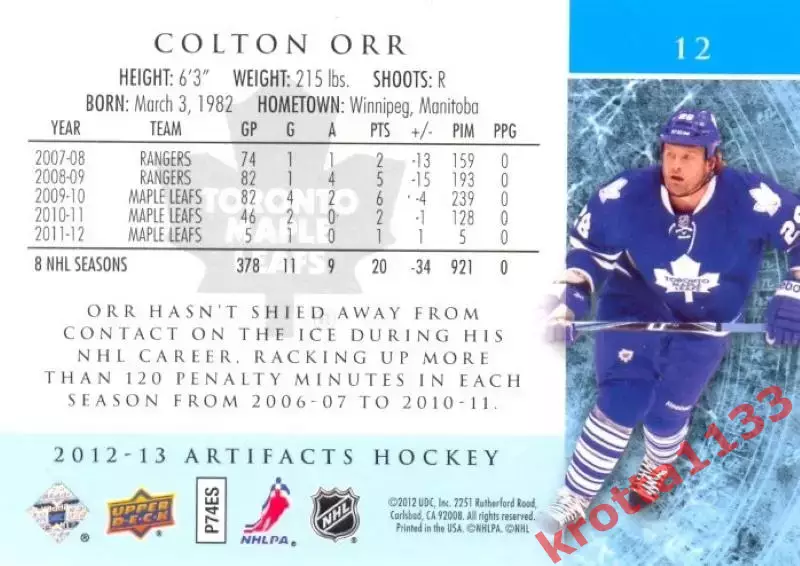 COLTON ORR
12
HEIGHT: 6'3" WEIGHT: 215 lbs. SHOOTS: R
BORN: March 3, 1982 HOMETOWN: Winnipeg, Manitoba
YEAR TEAM GP G A PTS +/- PIM PPG
2007-08 RANGERS 74 1 1 2 -13 159 0
2008-09 RANGERS 82 1 4 5 -15 193 0
2009-10 MAPLE LEAFS 82 4 2 6 -4 239 0
2010-11 MAPLE LEAFS 46 2 0 2 -1 128 0
2011-12 MAPLE LEAFS 5 1 0 1 1 5 0
8 NHL SEASONS 378 11 9 20 -34 921 0
TORONTO
MAPLE
LEAFS
ORR HASN'T SHIED AWAY FROM
CONTACT ON THE ICE DURING HIS
NHL CAREER, RACKING UP MORE
THAN 120 PENALTY MINUTES IN EACH
SEASON FROM 2006-07 TO 2010-11.
2012-13 ARTIFACTS HOCKEY
UPPER
DECK
P74ES
NHLPA
NHL
©2012 UDC, Inc. 2251 Rutherford Road,
Carlsbad, CA 92008. All Rights Reserved.
Printed in the USA. ©NHLPA. ©NHL
28
krotta1133